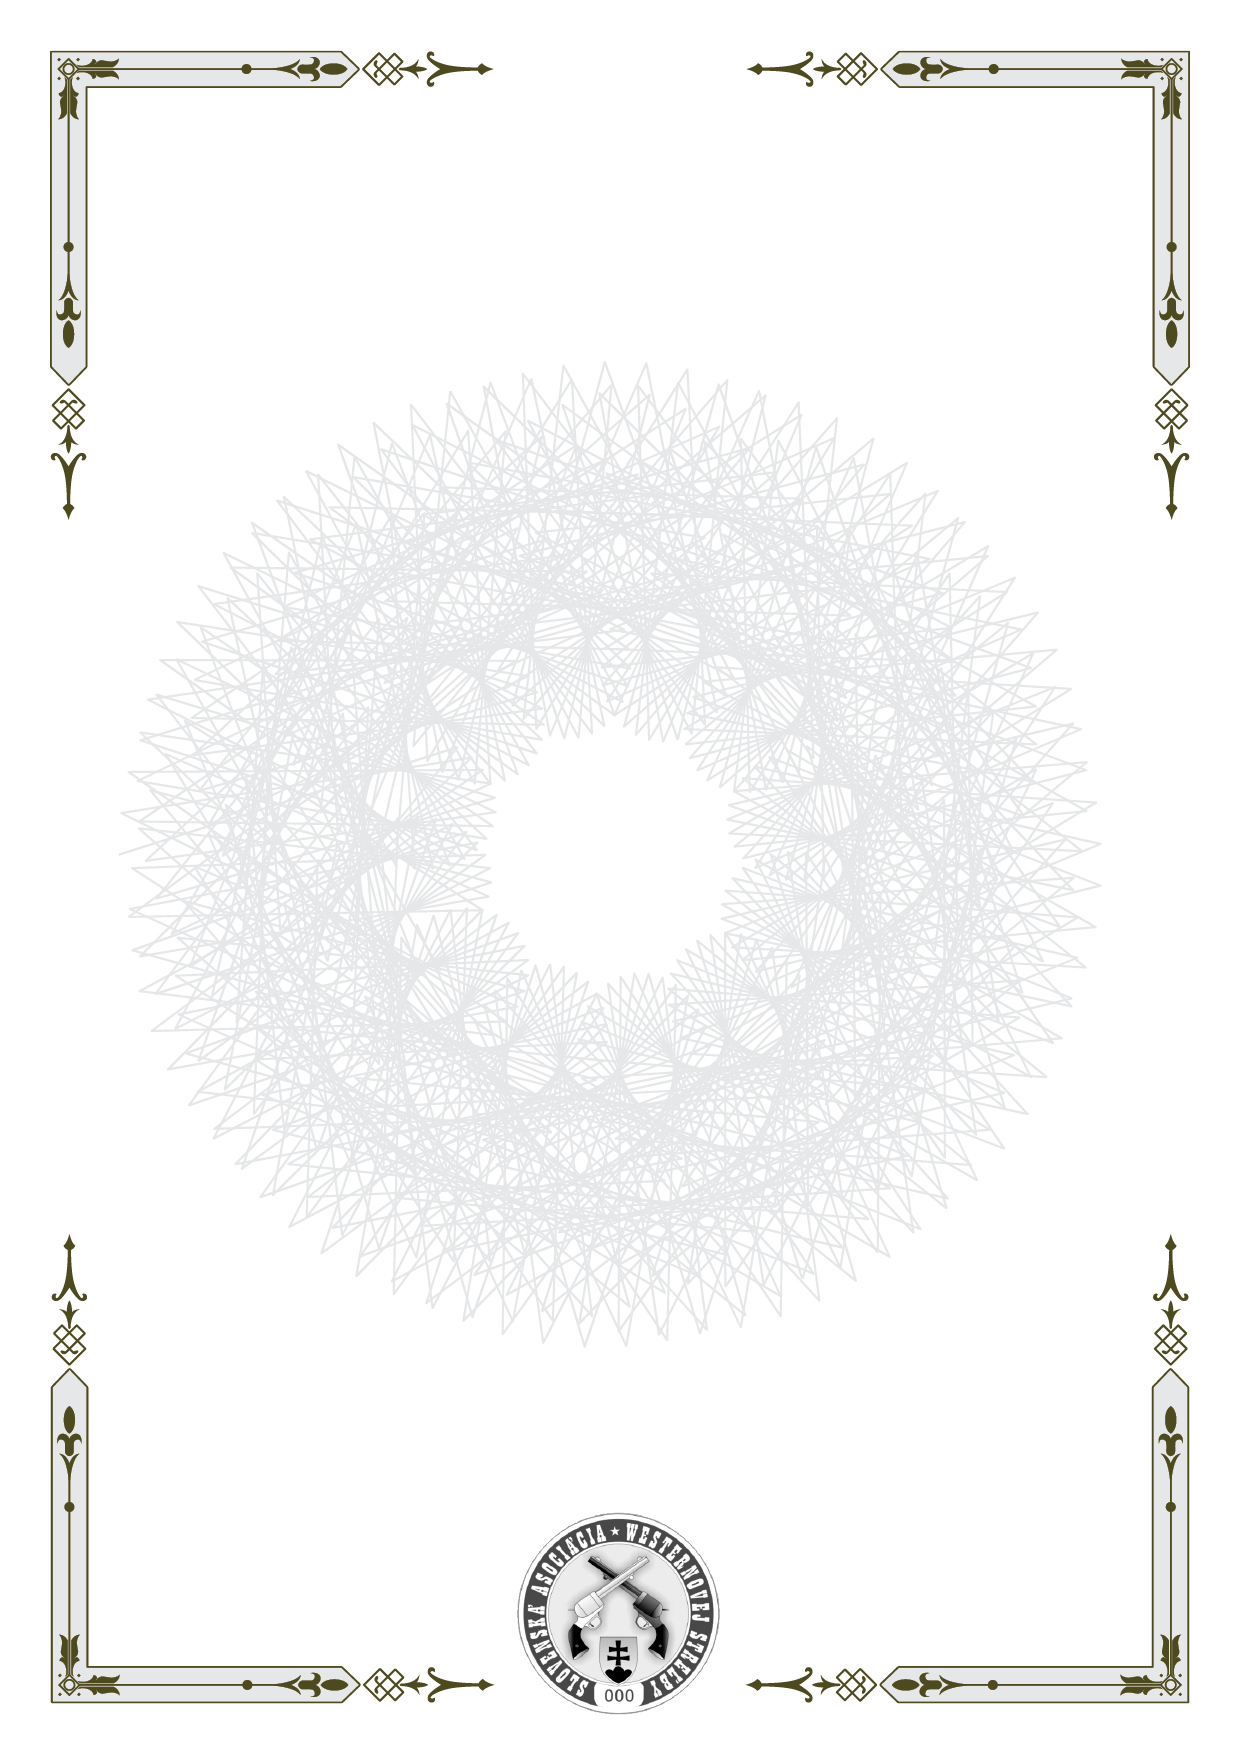 SLOVENSKÁ ASOCIÁCIA ★ WESTERNOVEJ STREĽBY
000